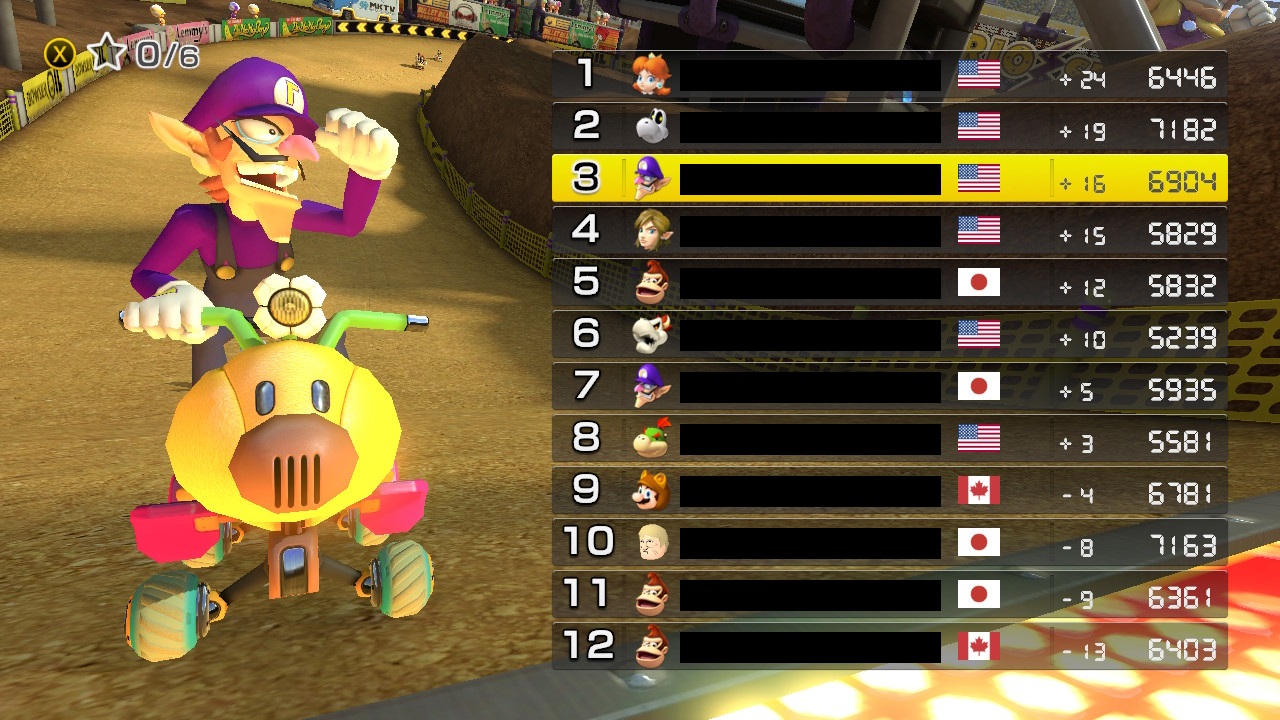 X 0/6
MKTV
Lemmy's
1 + 24 6446
2 + 19 7182
3 + 16 6904
4 + 15 5829
5 + 12 5832
6 + 10 5239
7 + 5 5935
8 + 3 5581
9 - 4 6781
10 - 8 7163
11 - 9 6361
12 - 13 6403